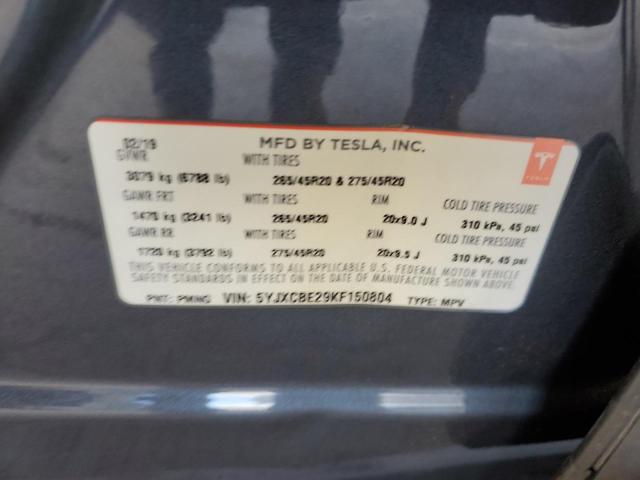 02/19 MFD BY TESLA, INC.
GVWR WITH TIRES
3079 kg (6788 lb) 265/45R20 & 275/45R20
GAWR FRT WITH TIRES RIM COLD TIRE PRESSURE
1470 kg (3241 lb) 265/45R20 20x9.0 J 310 kPa, 45 psi
GAWR RR WITH TIRES RIM COLD TIRE PRESSURE
1720 kg (3792 lb) 275/45R20 20x9.5 J 310 kPa, 45 psi
THIS VEHICLE CONFORMS TO ALL APPLICABLE U.S. FEDERAL MOTOR VEHICLE
SAFETY STANDARDS IN EFFECT ON THE DATE OF MANUFACTURE SHOWN ABOVE.
PNT: PMNG VIN: 5YJXCBE29KF150804 TYPE: MPV
TESLA